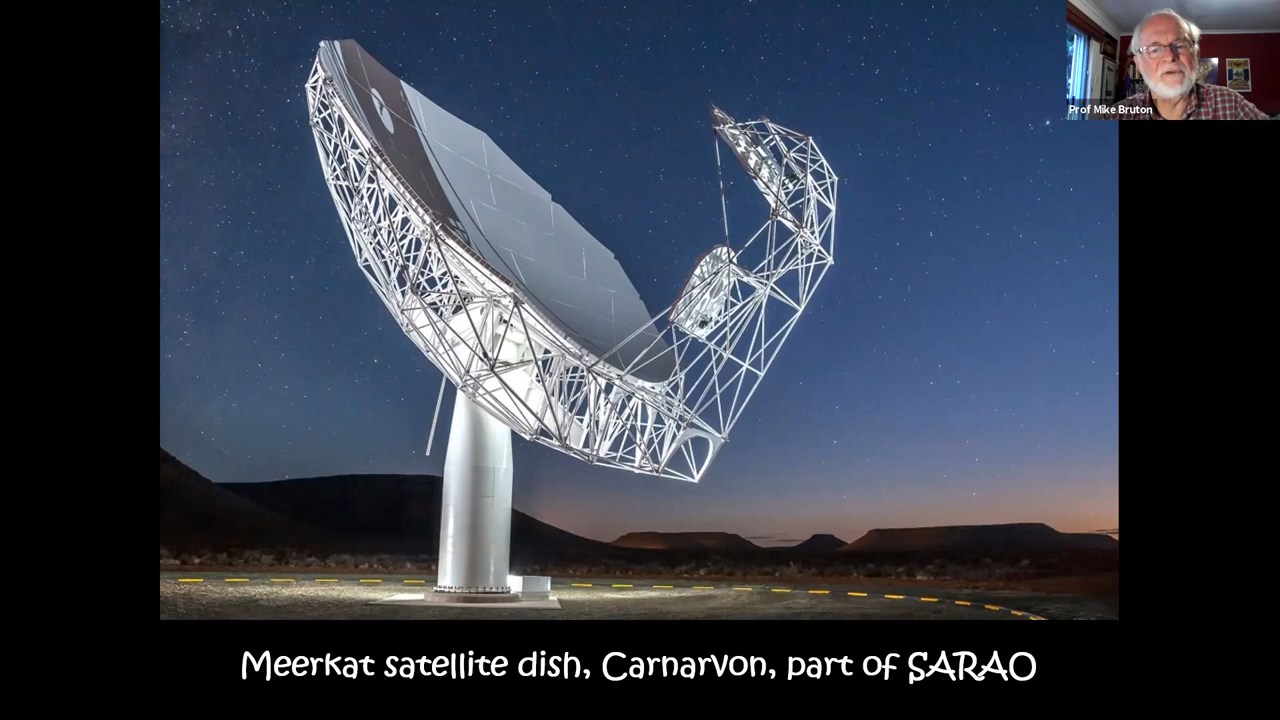 Prof Mike Bruton
Meerkat satellite dish, Carnarvon, part of SARAO